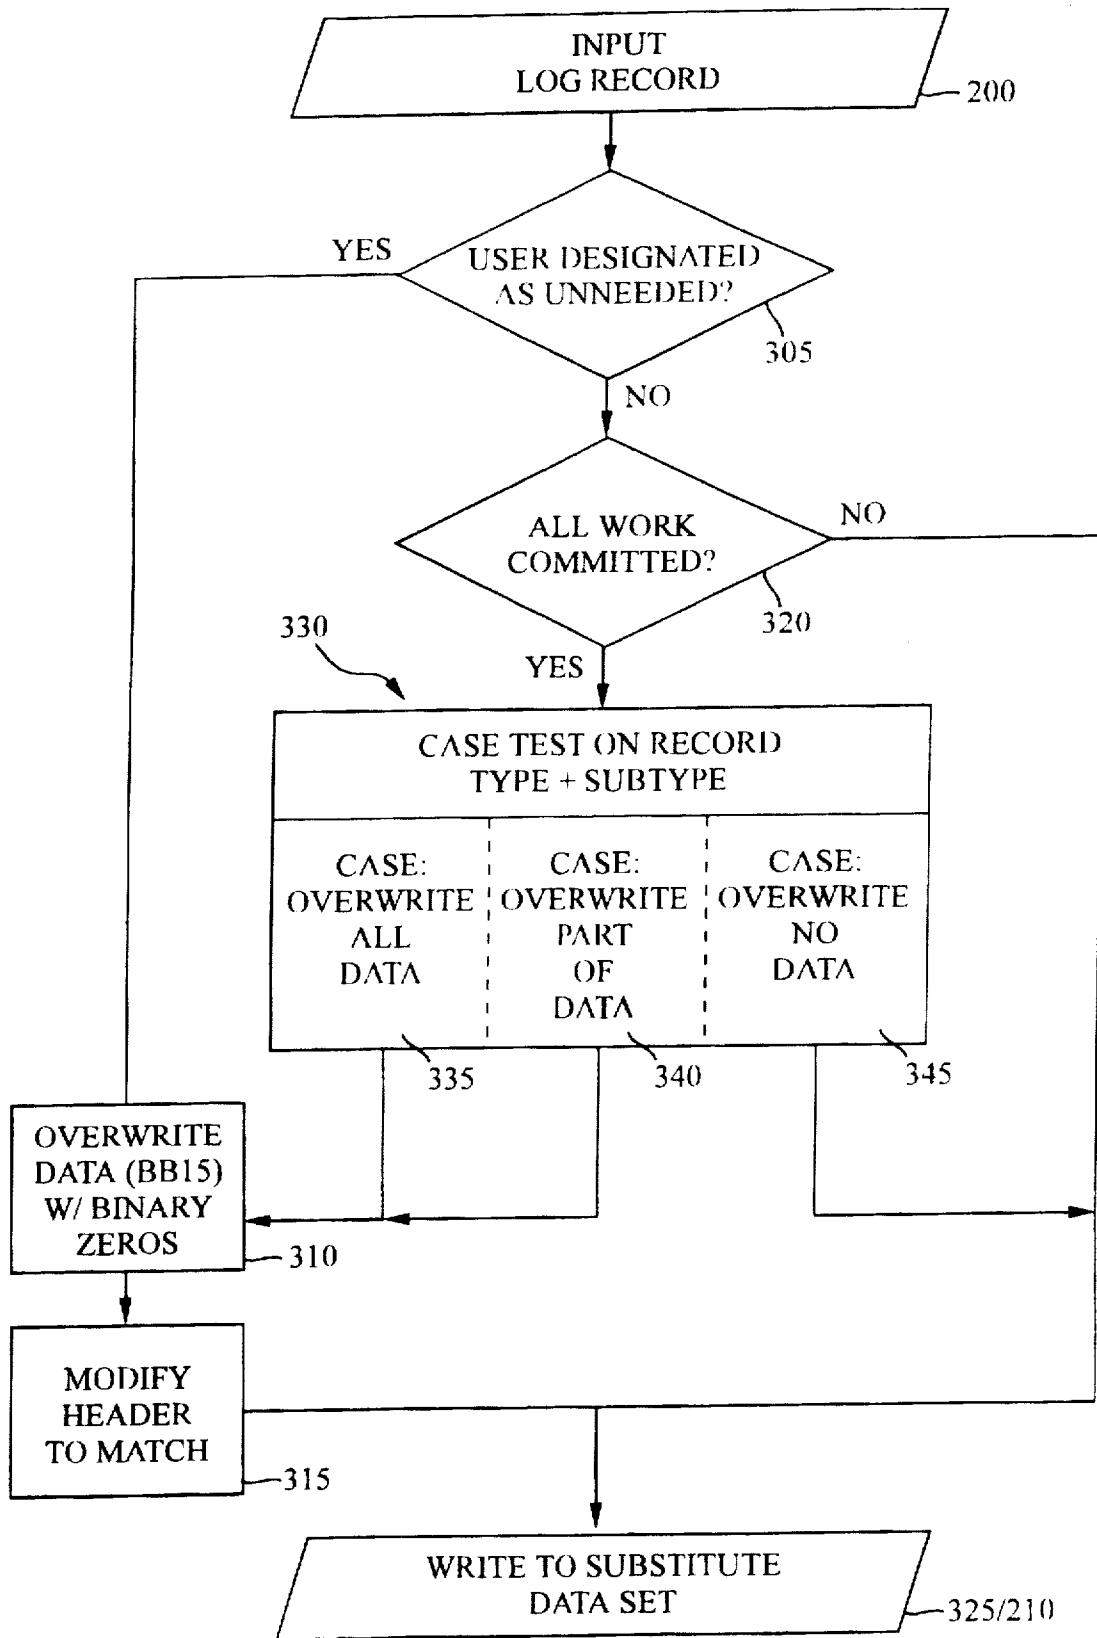 INPUT
LOG RECORD
200
YES
USER DESIGNATED
AS UNNEEDED?
305
NO
ALL WORK
COMMITTED?
NO
320
330
YES
CASE TEST ON RECORD
TYPE + SUBTYPE
CASE:
OVERWRITE
ALL
DATA
335
CASE:
OVERWRITE
PART
OF
DATA
340
CASE:
OVERWRITE
NO
DATA
345
OVERWRITE
DATA (BB15)
W/ BINARY
ZEROS
310
MODIFY
HEADER
TO MATCH
315
WRITE TO SUBSTITUTE
DATA SET
325/210